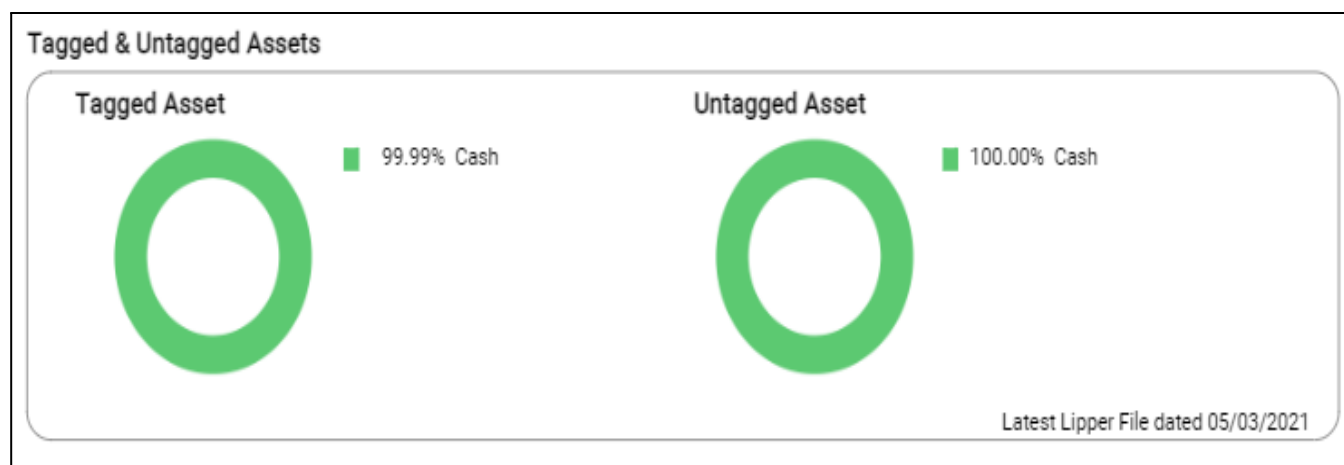 Tagged & Untagged Assets
Tagged Asset
99.99% Cash
Untagged Asset
100.00% Cash
Latest Lipper File dated 05/03/2021